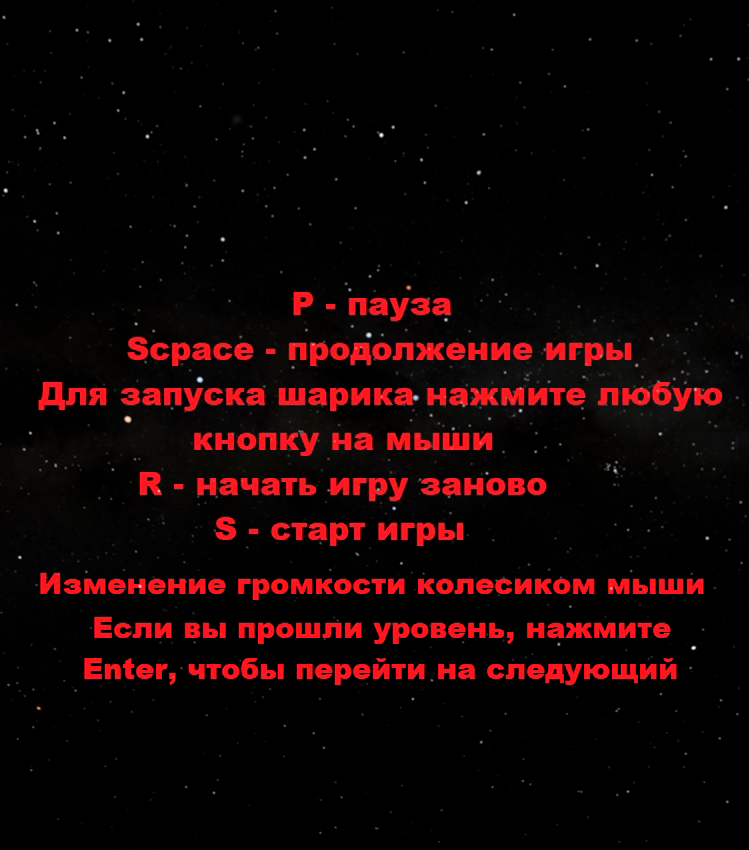 P - пауза
Scpace - продолжение игры
Для запуска шарика нажмите любую
кнопку на мыши
R - начать игру заново
S - старт игры
Изменение громкости колесиком мыши
Если вы прошли уровень, нажмите
Enter, чтобы перейти на следующий